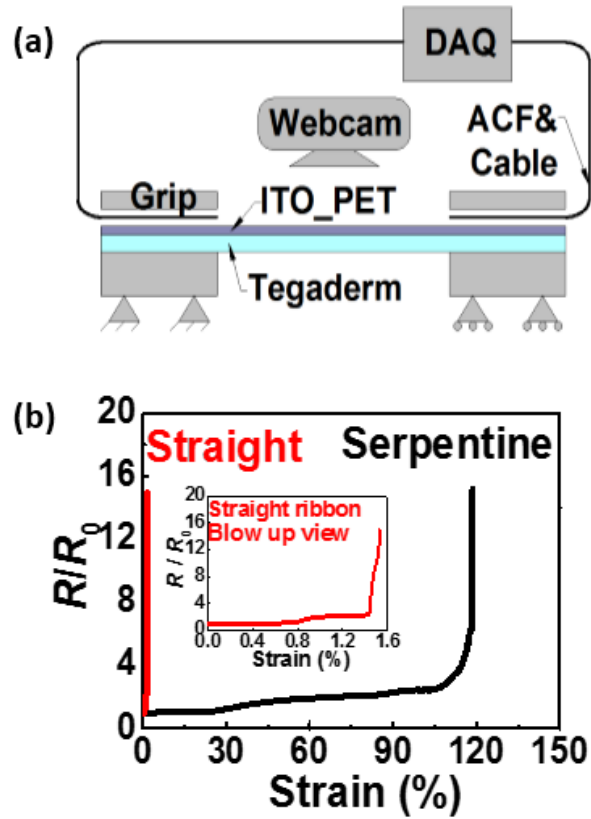 (a)
DAQ
Webcam
ACF&
Cable
Grip
ITO_PET
Tegaderm
(b)
20
16
12
8
4
0
R/R0
Straight
Serpentine
20
16
12
8
4
0
R / R0
Straight ribbon
Blow up view
0.0 0.4 0.8 1.2 1.6
Strain (%)
0 30 60 90 120 150
Strain (%)